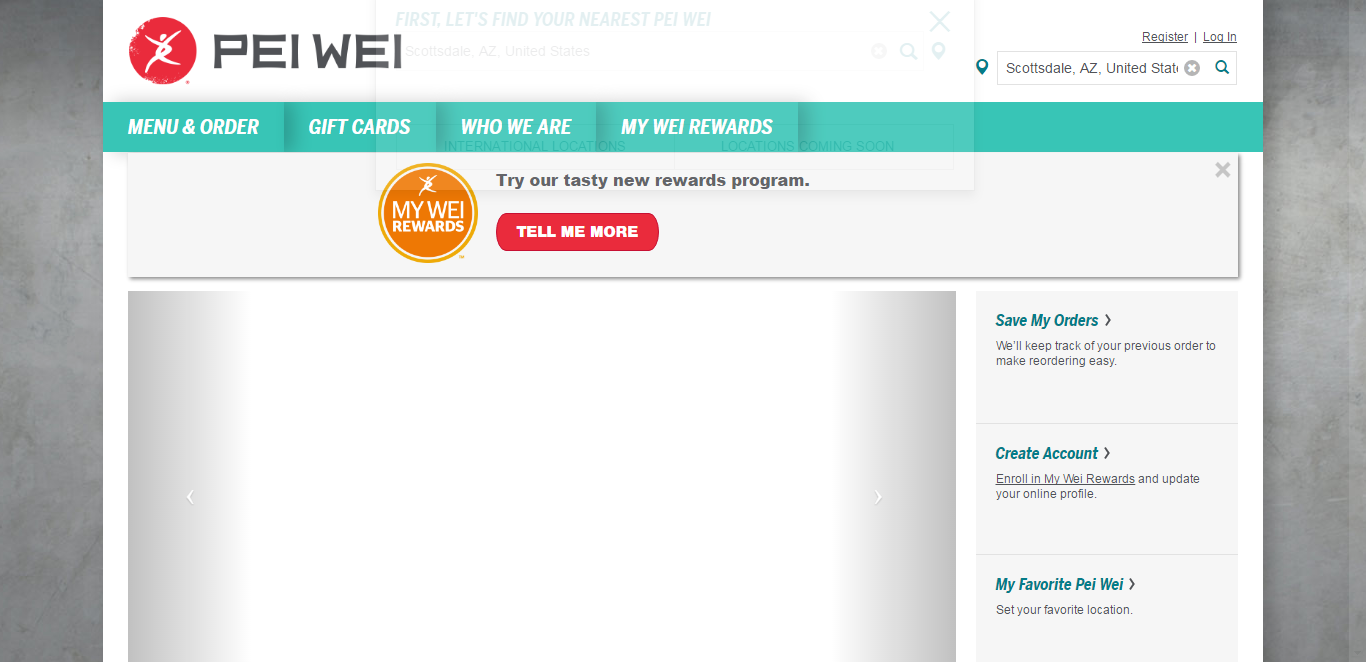 FIRST, LET'S FIND YOUR NEAREST PEI WEI
Scottsdale, AZ, United States
PEI WEI
Register | Log In
Scottsdale, AZ, United Stat
MENU & ORDER
GIFT CARDS
WHO WE ARE
MY WEI REWARDS
INTERNATIONAL LOCATIONS
LOCATIONS COMING SOON
MY WEI
REWARDS
Try our tasty new rewards program.
TELL ME MORE
Save My Orders
We'll keep track of your previous order to
make reordering easy.
Create Account
Enroll in My Wei Rewards and update
your online profile.
My Favorite Pei Wei
Set your favorite location.